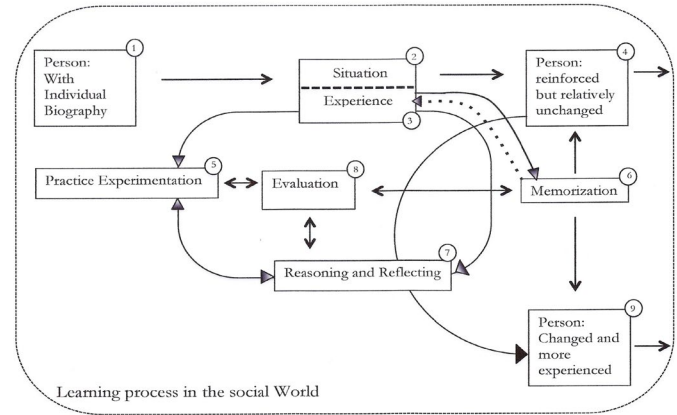 1
Person:
With
Individual
Biography
2
Situation
Experience
3
4
Person:
reinforced
but relatively
unchanged
5
Practice Experimentation
8
Evaluation
6
Memorization
7
Reasoning and Reflecting
9
Person:
Changed and
more
experienced
Learning process in the social World